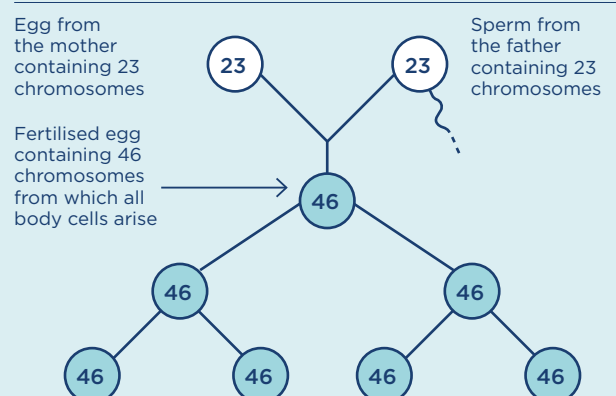 Egg from
the mother
containing 23
chromosomes
23
23
Sperm from
the father
containing 23
chromosomes
Fertilised egg
containing 46
chromosomes
from which all
body cells arise
46
46
46
46
46
46
46